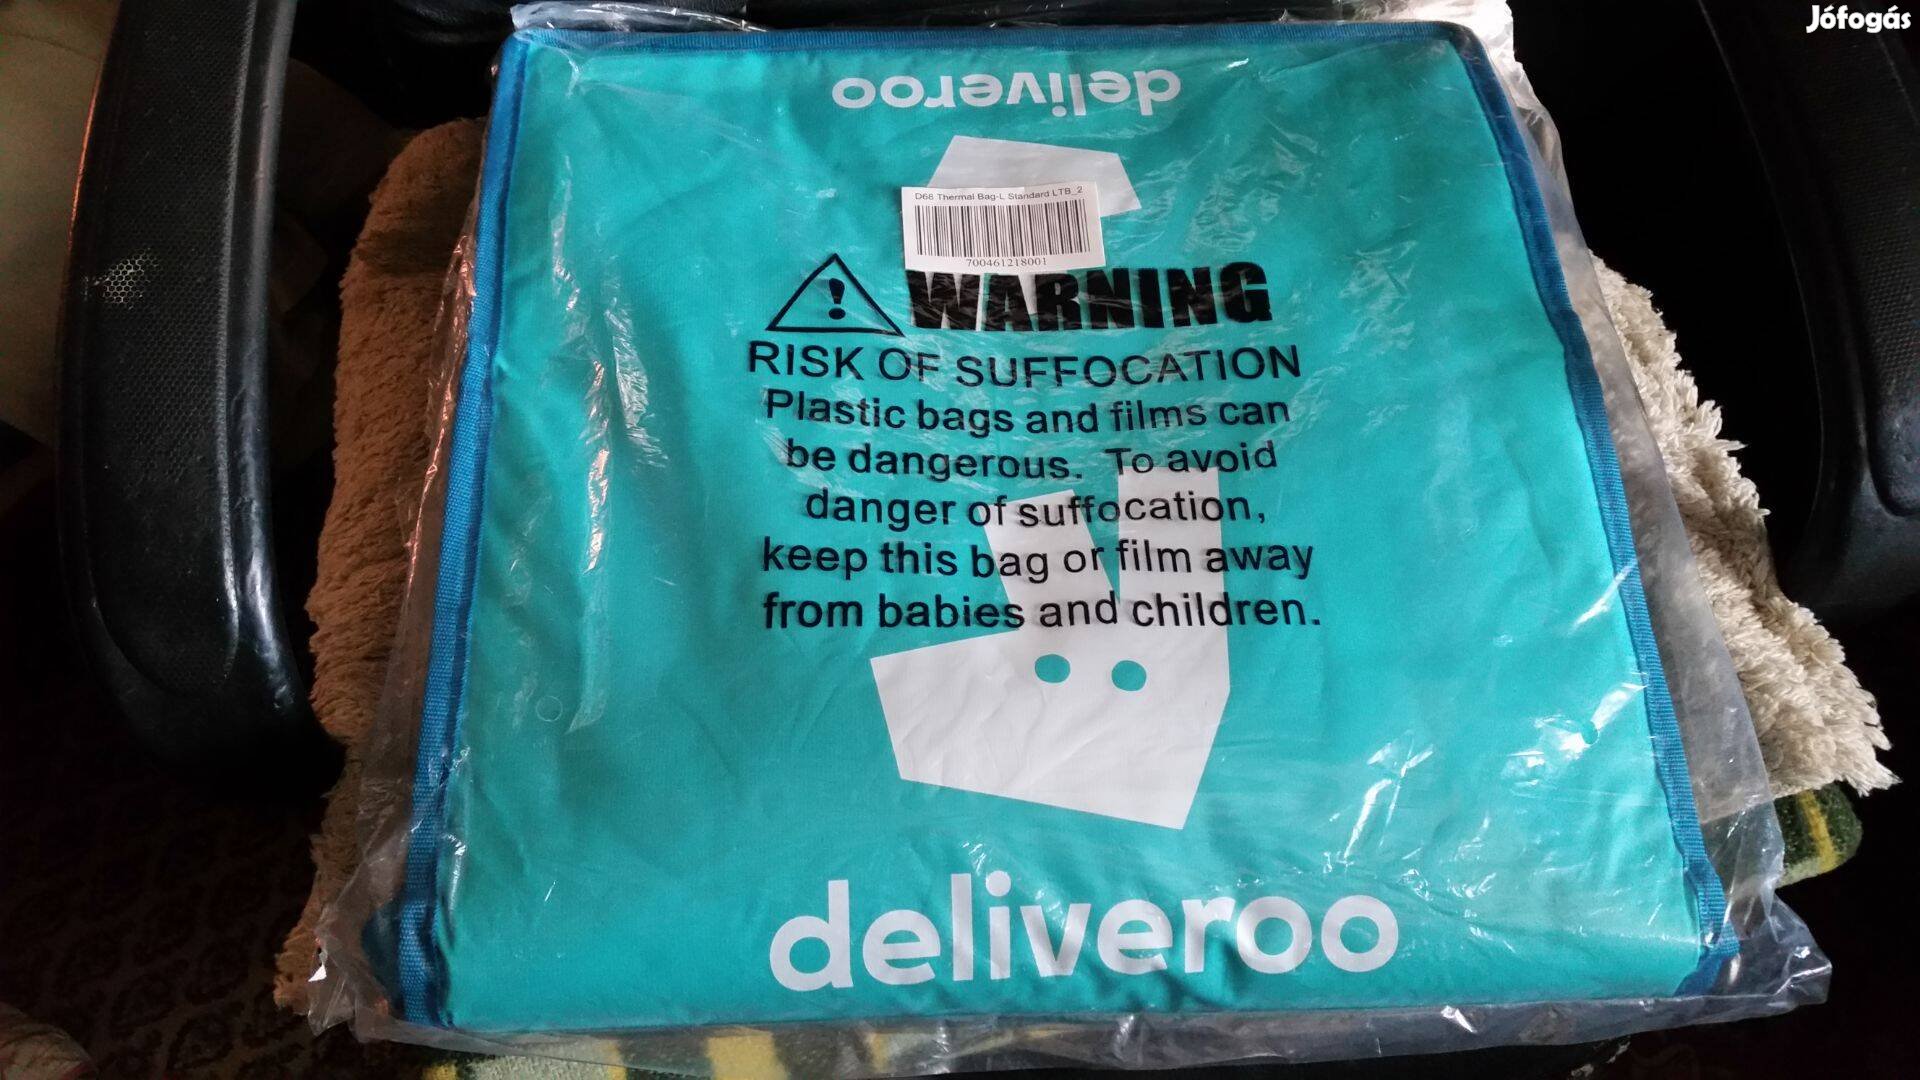 Jófogás
deliveroo
D68 Thermal Bag-L Standard LTB_2
700461218001
WARNING
RISK OF SUFFOCATION
Plastic bags and films can
be dangerous. To avoid
danger of suffocation,
keep this bag or film away
from babies and children.
deliveroo